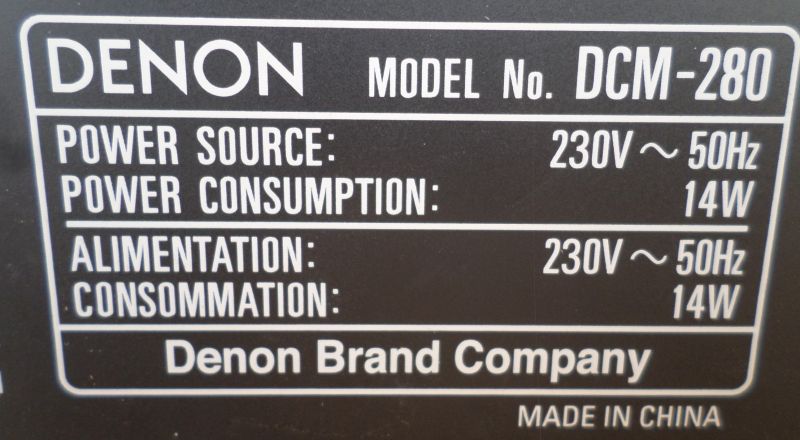 DENON MODEL No. DCM-280
POWER SOURCE: 230V ~ 50Hz
POWER CONSUMPTION: 14W
ALIMENTATION: 230V ~ 50Hz
CONSOMMATION: 14W
Denon Brand Company
MADE IN CHINA